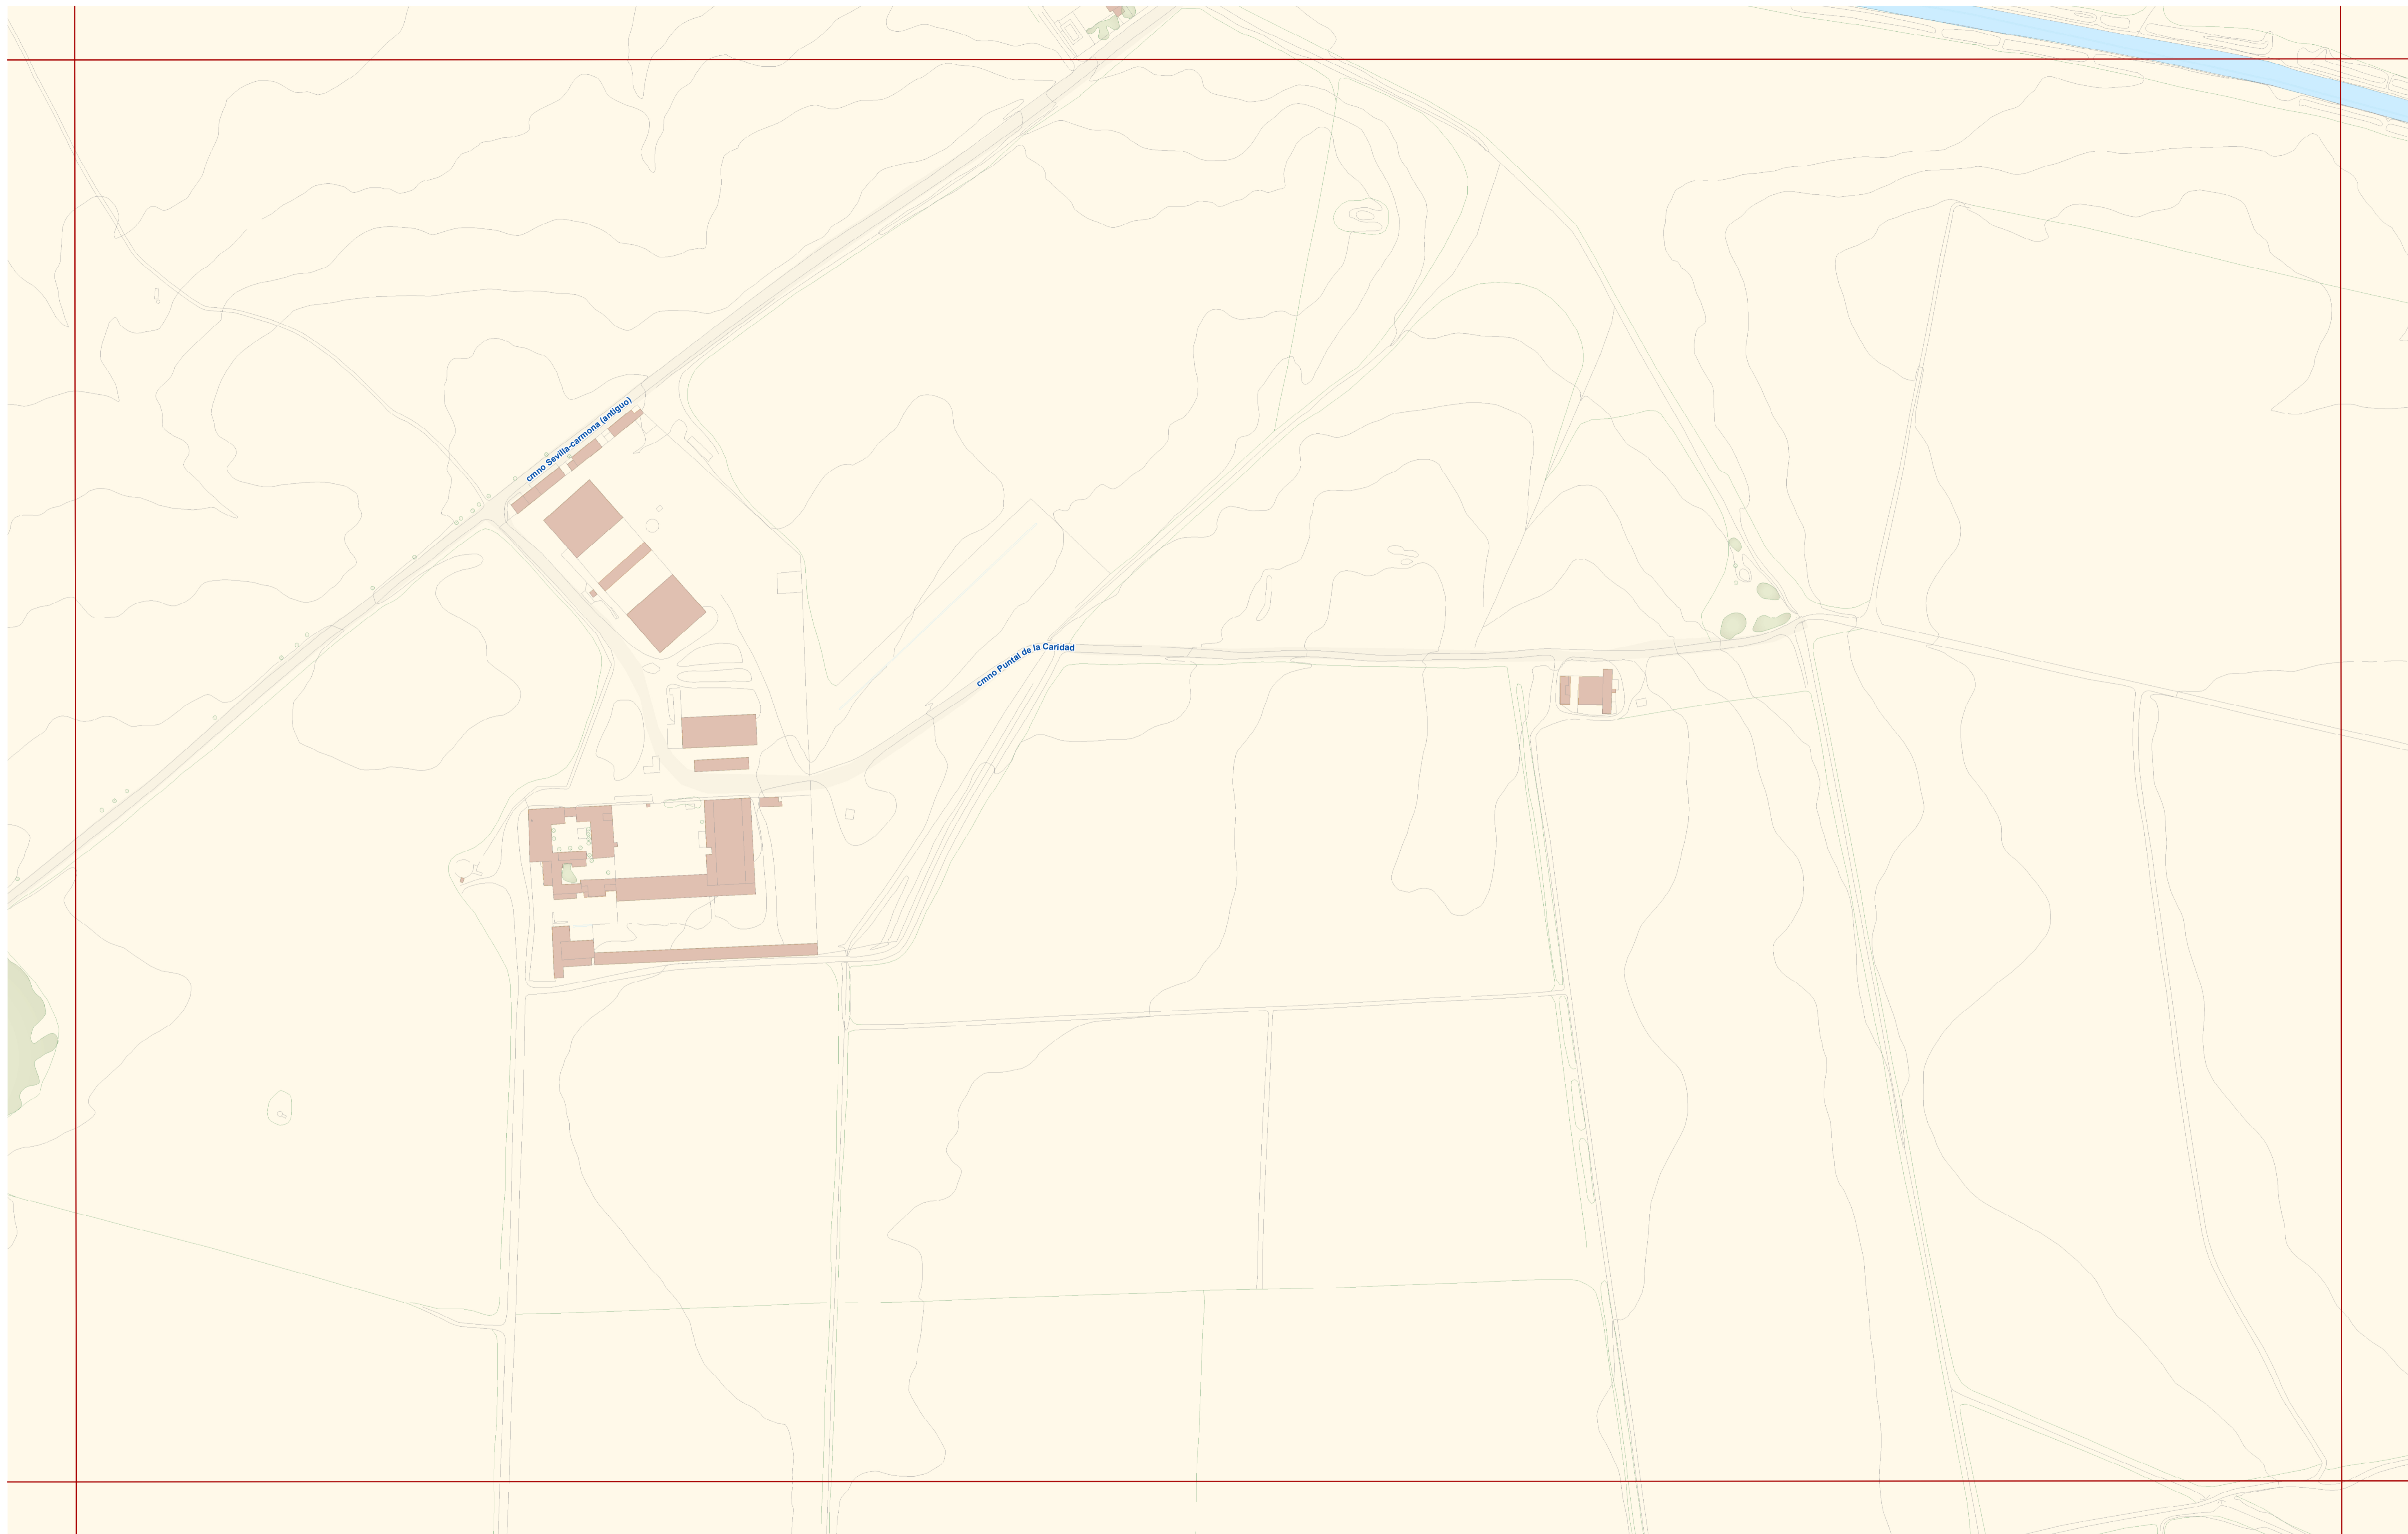 cmno Sevilla-carmona (antiguo)
cmno Puntal de la Caridad